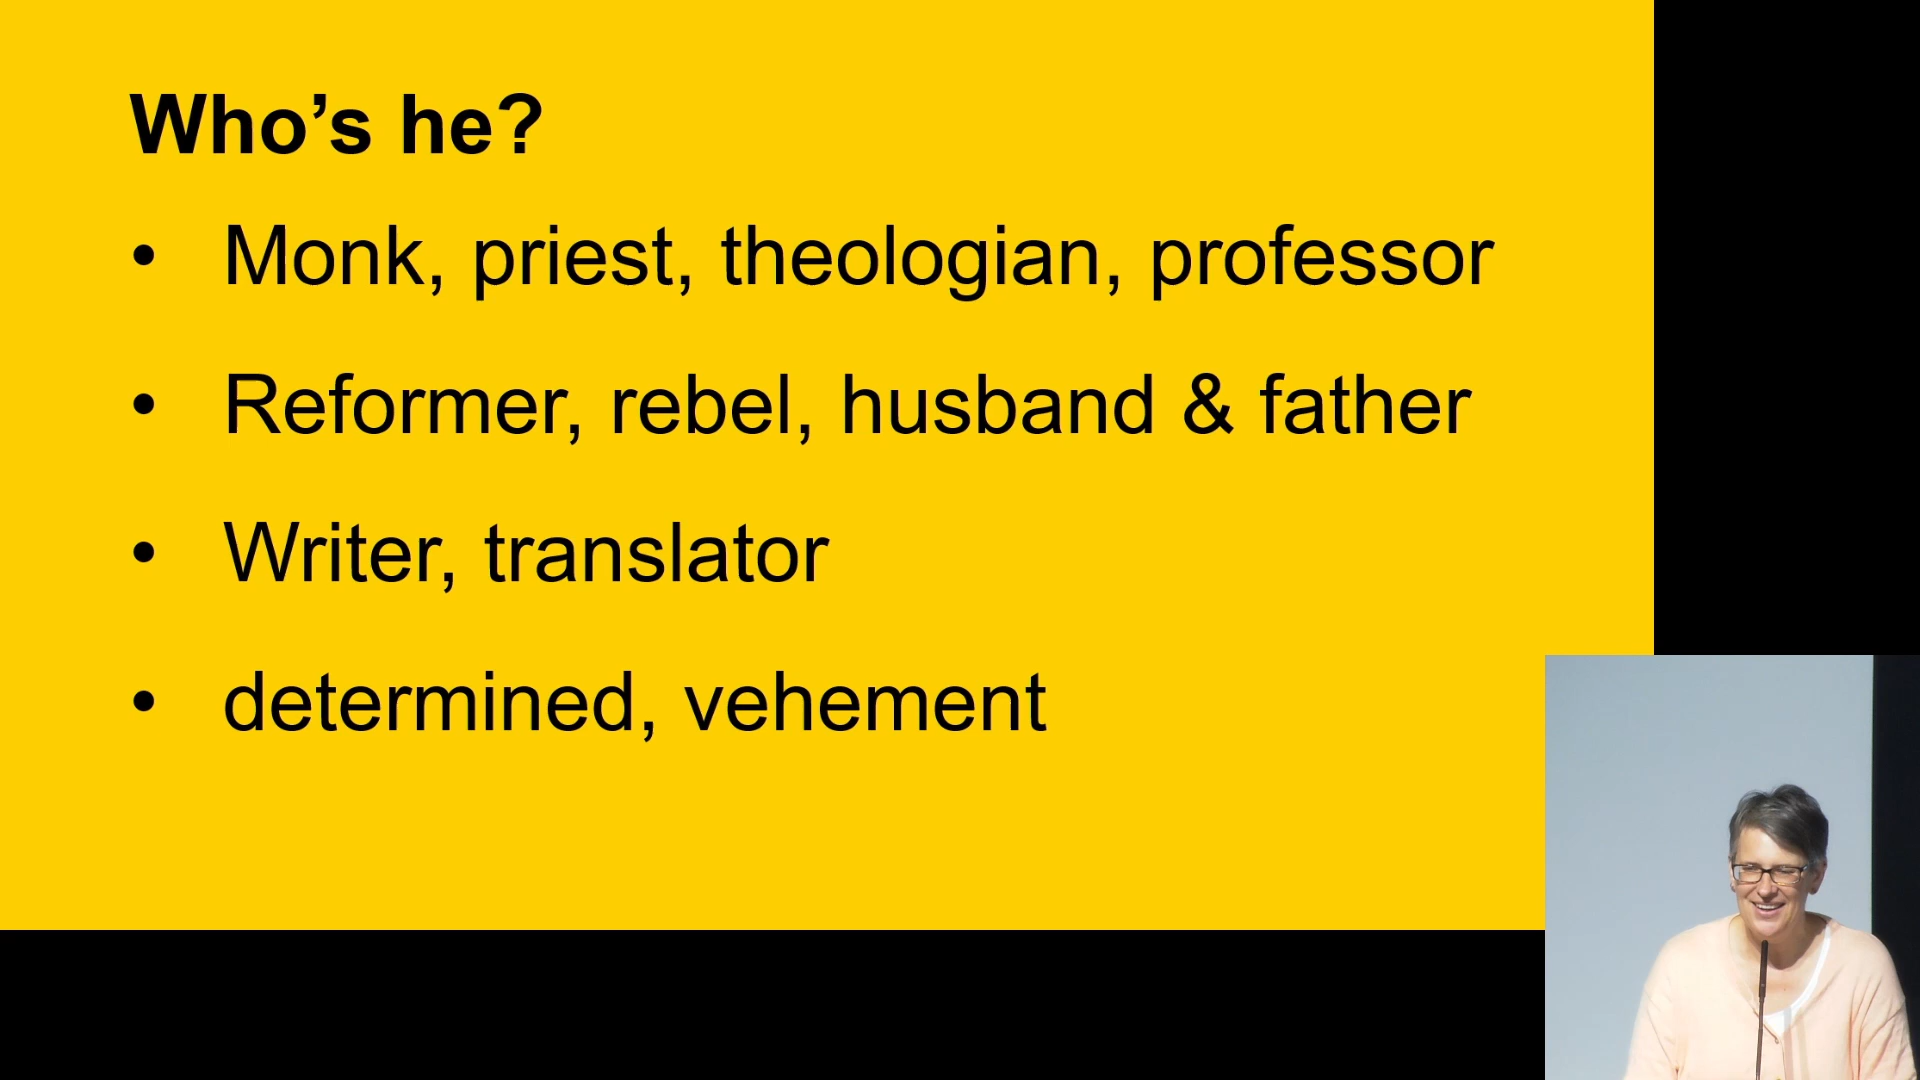 Who’s he?
• Monk, priest, theologian, professor
• Reformer, rebel, husband & father
• Writer, translator
• determined, vehement